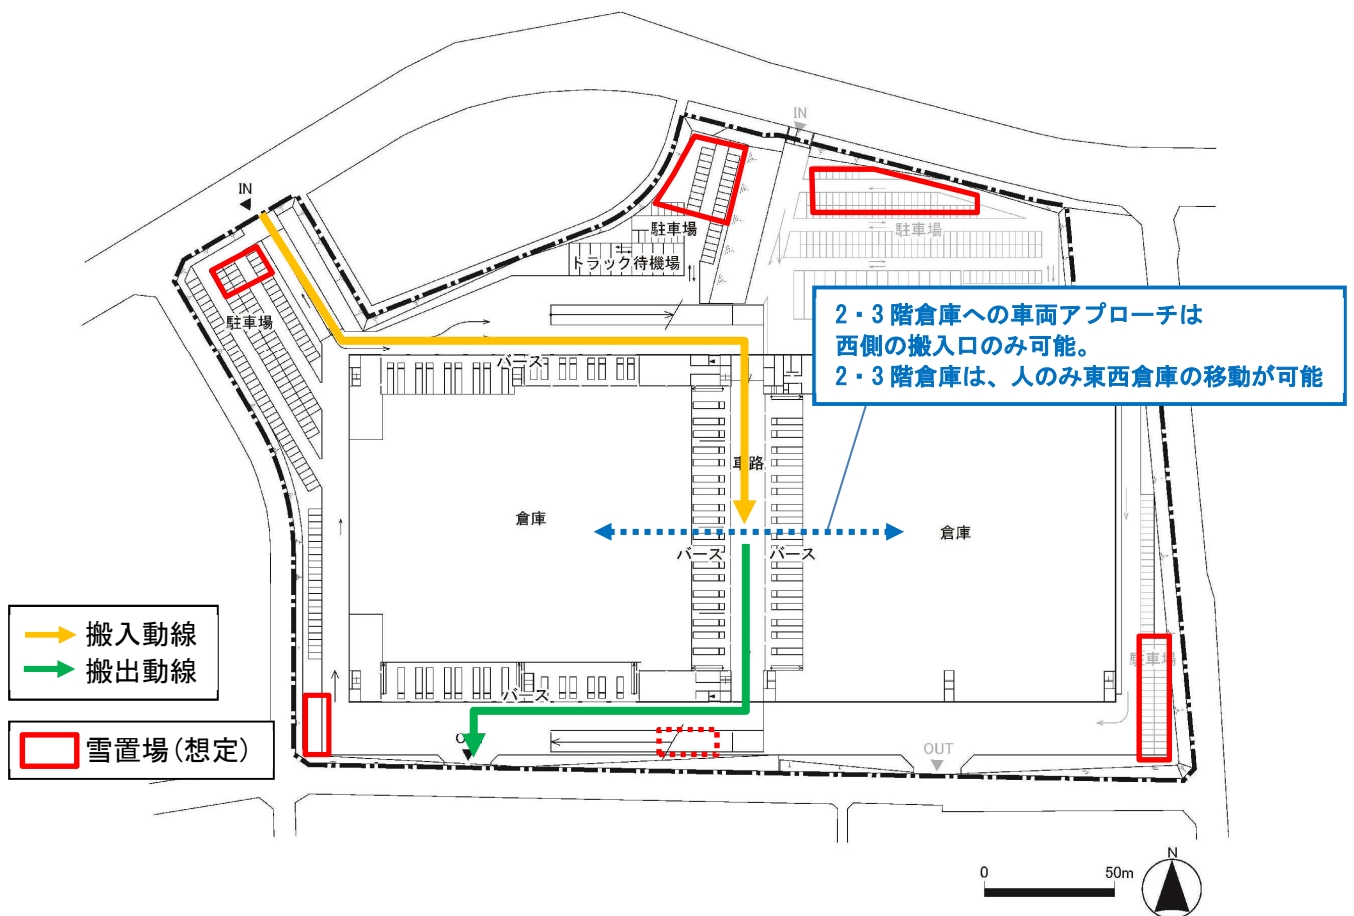 IN
IN
駐車場
駐車場
トラック待機場
駐車場
2・3階倉庫への車両アプローチは
西側の搬入口のみ可能。
2・3階倉庫は、人のみ東西倉庫の移動が可能
バース
車路
倉庫
倉庫
バース
バース
搬入動線
搬出動線
駐車場
バース
雪置場(想定)
OUT
0
50m
N